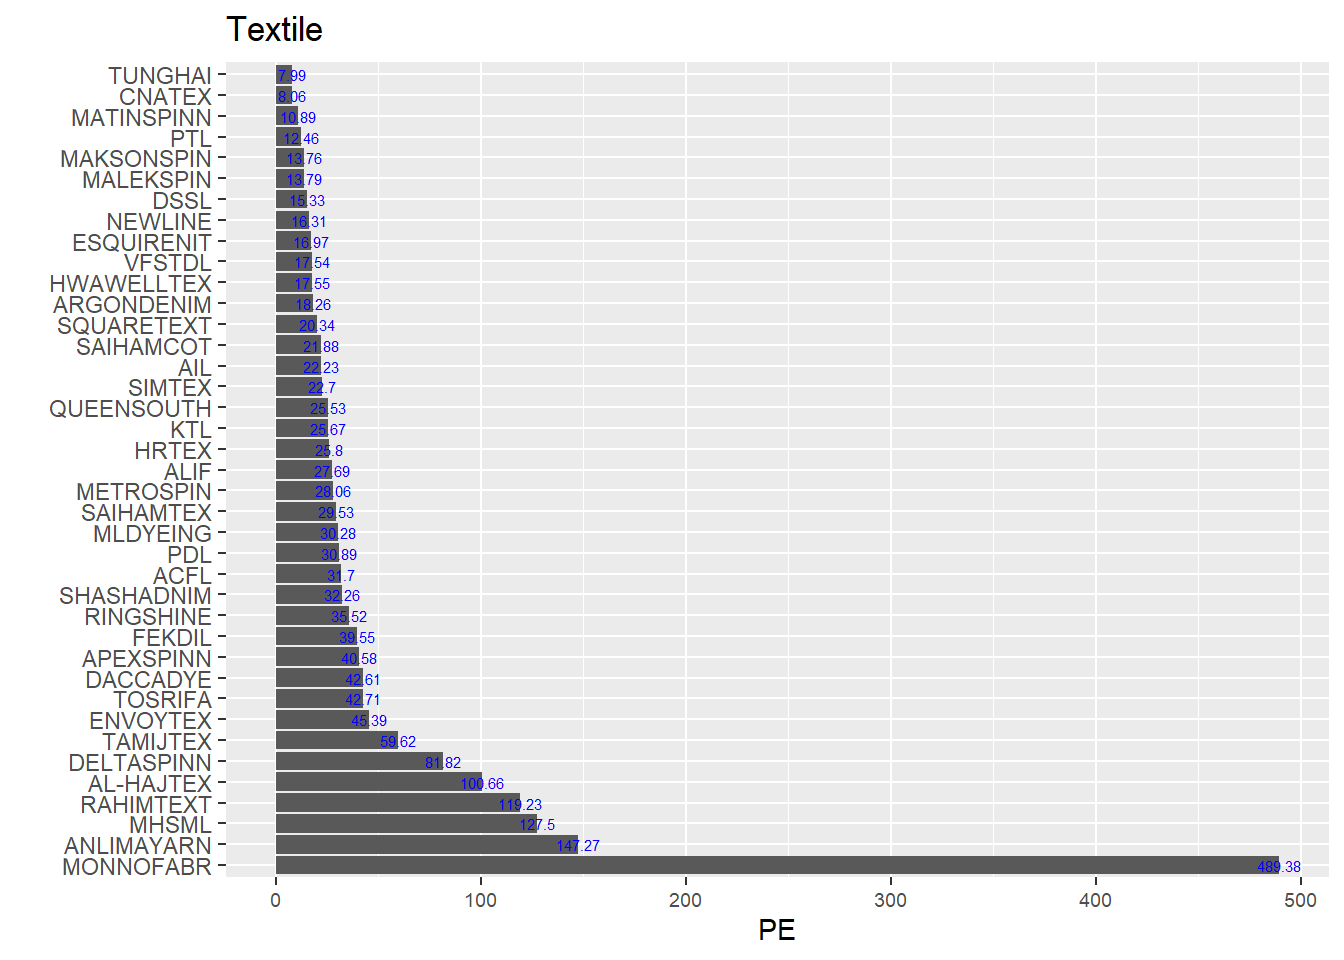 Textile
TUNGHAI 7.99
CNATEX 8.06
MATINSPINN 10.89
PTL 12.46
MAKSONSPIN 13.76
MALEKSPIN 13.79
DSSL 15.33
NEWLINE 16.31
ESQUIRENIT 16.97
VFSTDL 17.54
HWAWELLTEX 17.55
ARGONDENIM 18.26
SQUARETEXT 20.34
SAIHAMCOT 21.88
AIL 22.23
SIMTEX 22.7
QUEENSOUTH 25.53
KTL 25.67
HRTEX 25.8
ALIF 27.69
METROSPIN 28.06
SAIHAMTEX 29.53
MLDYEING 30.28
PDL 30.89
ACFL 31.7
SHASHADNIM 32.26
RINGSHINE 35.52
FEKDIL 39.55
APEXSPINN 40.58
DACCADYE 42.61
TOSRIFA 42.71
ENVOYTEX 45.39
TAMIJTEX 59.62
DELTASPINN 81.82
AL-HAJTEX 100.66
RAHIMTEXT 119.23
MHSML 127.5
ANLIMAYARN 147.27
MONNOFABR 489.38
0 100 200 300 400 500
PE